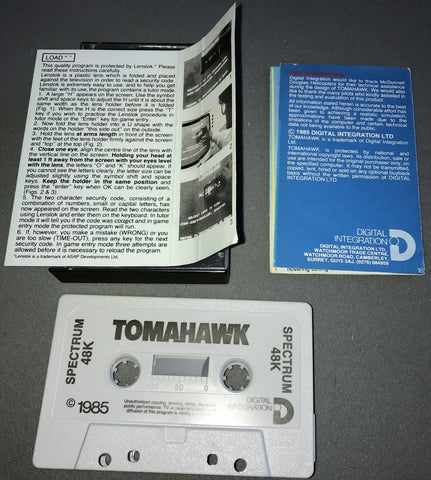 LOAD " "
This quality program is protected by Lenslok.* Please
read these instructions carefully.
Lenslok is a plastic lens which is folded and placed
against the television in order to read a security code.
Lenslok is extremely easy to use, and to help you get
familiar with its use, the program contains a tutor mode.
1. A large "H" appears on the screen. Use the symbol
shift and space keys to adjust the H until it is about the
same width as the lens holder before it is folded
(Fig. 1). When the H is the correct size press the "T"
key if you wish to practice the Lenslok procedure in
tutor mode or the "Enter" key for game entry.
2. Now fold the lens holder into a U shape with the
words on the holder "this side out" on the outside.
3. Hold the lens at arms length in front of the screen
with the feet of the lens holder firmly against the screen
and "top" at the top (Fig. 2).
4. Close one eye, align the centre line of the lens with
the vertical line on the screen. Holding your head at
least 1 ft away from the screen with your eyes level
with the lens, the letters "O" and "K" should appear. If
you cannot see the letters clearly, the letter size can be
adjusted slightly using the symbol shift and space
keys. Keep the holder in the same position and
press the "enter" key when OK can be clearly seen.
(Figs. 2 & 3)
5. The two character security code, consisting of a
combination of numbers, small or capital letters, has
now appeared on the screen. Read the two characters
using Lenslok and enter them on the keyboard. In tutor
mode it will tell you if the code was correct and in game
entry mode the protected program will run.
6. If, however, you make a mistake (WRONG) or you
are too slow (TIME-OUT), press any key for the next
security code. In game entry mode three attempts are
allowed before it is necessary to reload the program.
*Lenslok is a trademark of ASAP Developments Ltd
Digital Integration would like to thank McDonnell
Douglas Helicopters for their technical assistance
during the design of TOMAHAWK. We would also
like to thank the many pilots who kindly assisted in
the testing and evaluation of this product.
All information stated herein is accurate to the best
of our knowledge. Although considerable effort has
been given to achieving a realistic simulation,
approximations have been made due to the
limitations of the computer and where technical
data is not being available to the public.
© 1985 DIGITAL INTEGRATION LTD.
TOMAHAWK is a trademark of Digital Integration
Ltd.
TOMAHAWK is protected by national and
international copyright laws. Its distribution, sale or
use are intended for the original purchaser only, on
the specified computer. It may not be transmitted,
copied, lent, hired or sold on any optional buyback
basis without the written permission of DIGITAL
INTEGRATION LTD.
DIGITAL
INTEGRATION
DIGITAL INTEGRATION LTD,
WATCHMOOR TRADE CENTRE,
WATCHMOOR ROAD, CAMBERLEY,
SURREY, GU15 3AJ. (0276) 684959
TOMAHAWK
SPECTRUM
48K
100 50 0
SPECTRUM
48K
© 1985
DIGITAL
INTEGRATION